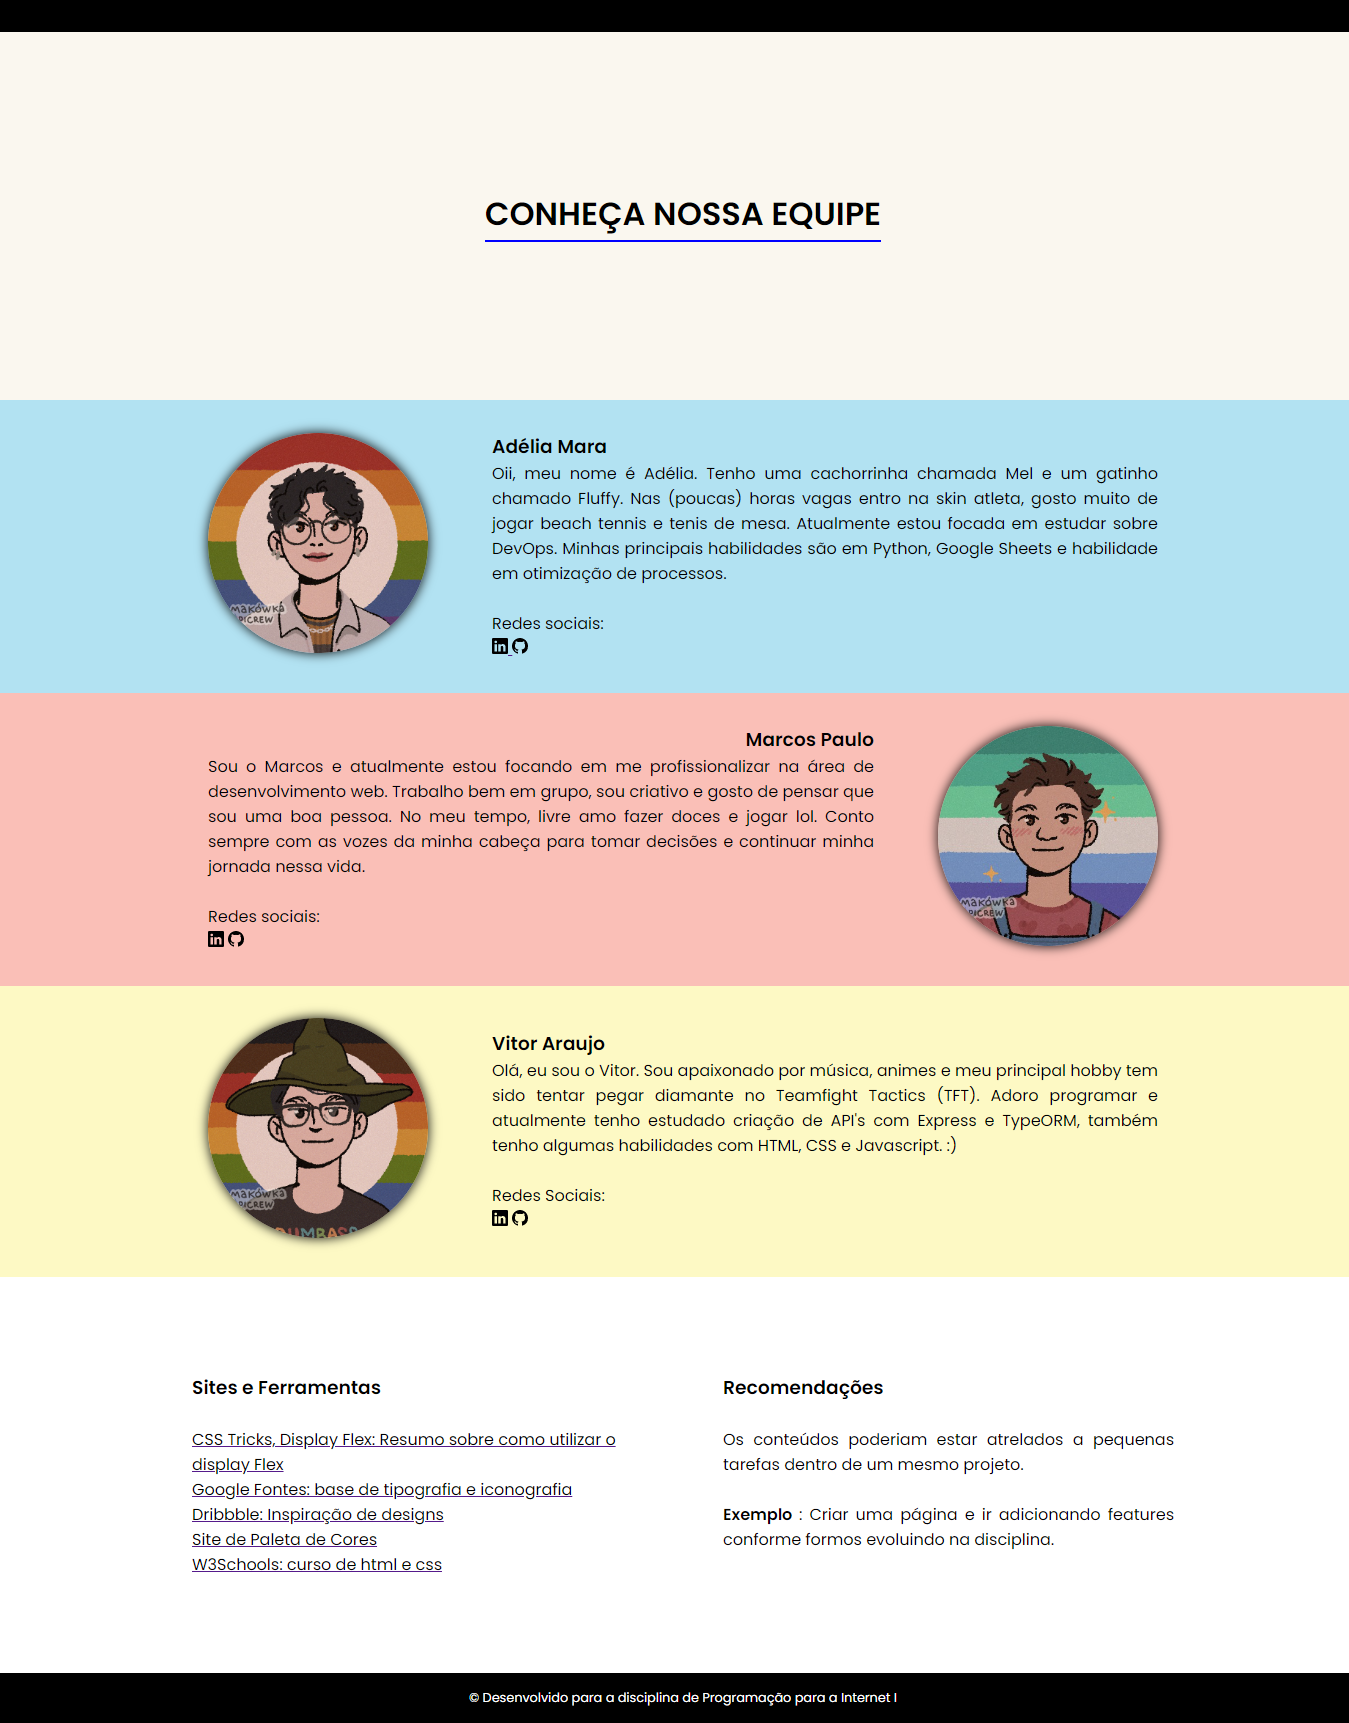 CONHEÇA NOSSA EQUIPE
Adélia Mara
Oii, meu nome é Adélia. Tenho uma cachorrinha chamada Mel e um gatinho
chamado Fluffy. Nas (poucas) horas vagas entro na skin atleta, gosto muito de
jogar beach tennis e tenis de mesa. Atualmente estou focada em estudar sobre
DevOps. Minhas principais habilidades são em Python, Google Sheets e habilidade
em otimização de processos.
Redes sociais:
in
MAKÓWKA
PICREW
Marcos Paulo
Sou o Marcos e atualmente estou focando em me profissionalizar na área de
desenvolvimento web. Trabalho bem em grupo, sou criativo e gosto de pensar que
sou uma boa pessoa. No meu tempo, livre amo fazer doces e jogar lol. Conto
sempre com as vozes da minha cabeça para tomar decisões e continuar minha
jornada nessa vida.
Redes sociais:
in
MAKÓWKA
PICREW
Vitor Araujo
Olá, eu sou o Vitor. Sou apaixonado por música, animes e meu principal hobby tem
sido tentar pegar diamante no Teamfight Tactics (TFT). Adoro programar e
atualmente tenho estudado criação de API's com Express e TypeORM, também
tenho algumas habilidades com HTML, CSS e Javascript. :)
Redes Sociais:
in
MAKÓWKA
PICREW
DUMBASS
Sites e Ferramentas
CSS Tricks, Display Flex: Resumo sobre como utilizar o
display Flex
Google Fontes: base de tipografia e iconografia
Dribbble: Inspiração de designs
Site de Paleta de Cores
W3Schools: curso de html e css
Recomendações
Os conteúdos poderiam estar atrelados a pequenas
tarefas dentro de um mesmo projeto.
Exemplo : Criar uma página e ir adicionando features
conforme formos evoluindo na disciplina.
© Desenvolvido para a disciplina de Programação para a Internet I